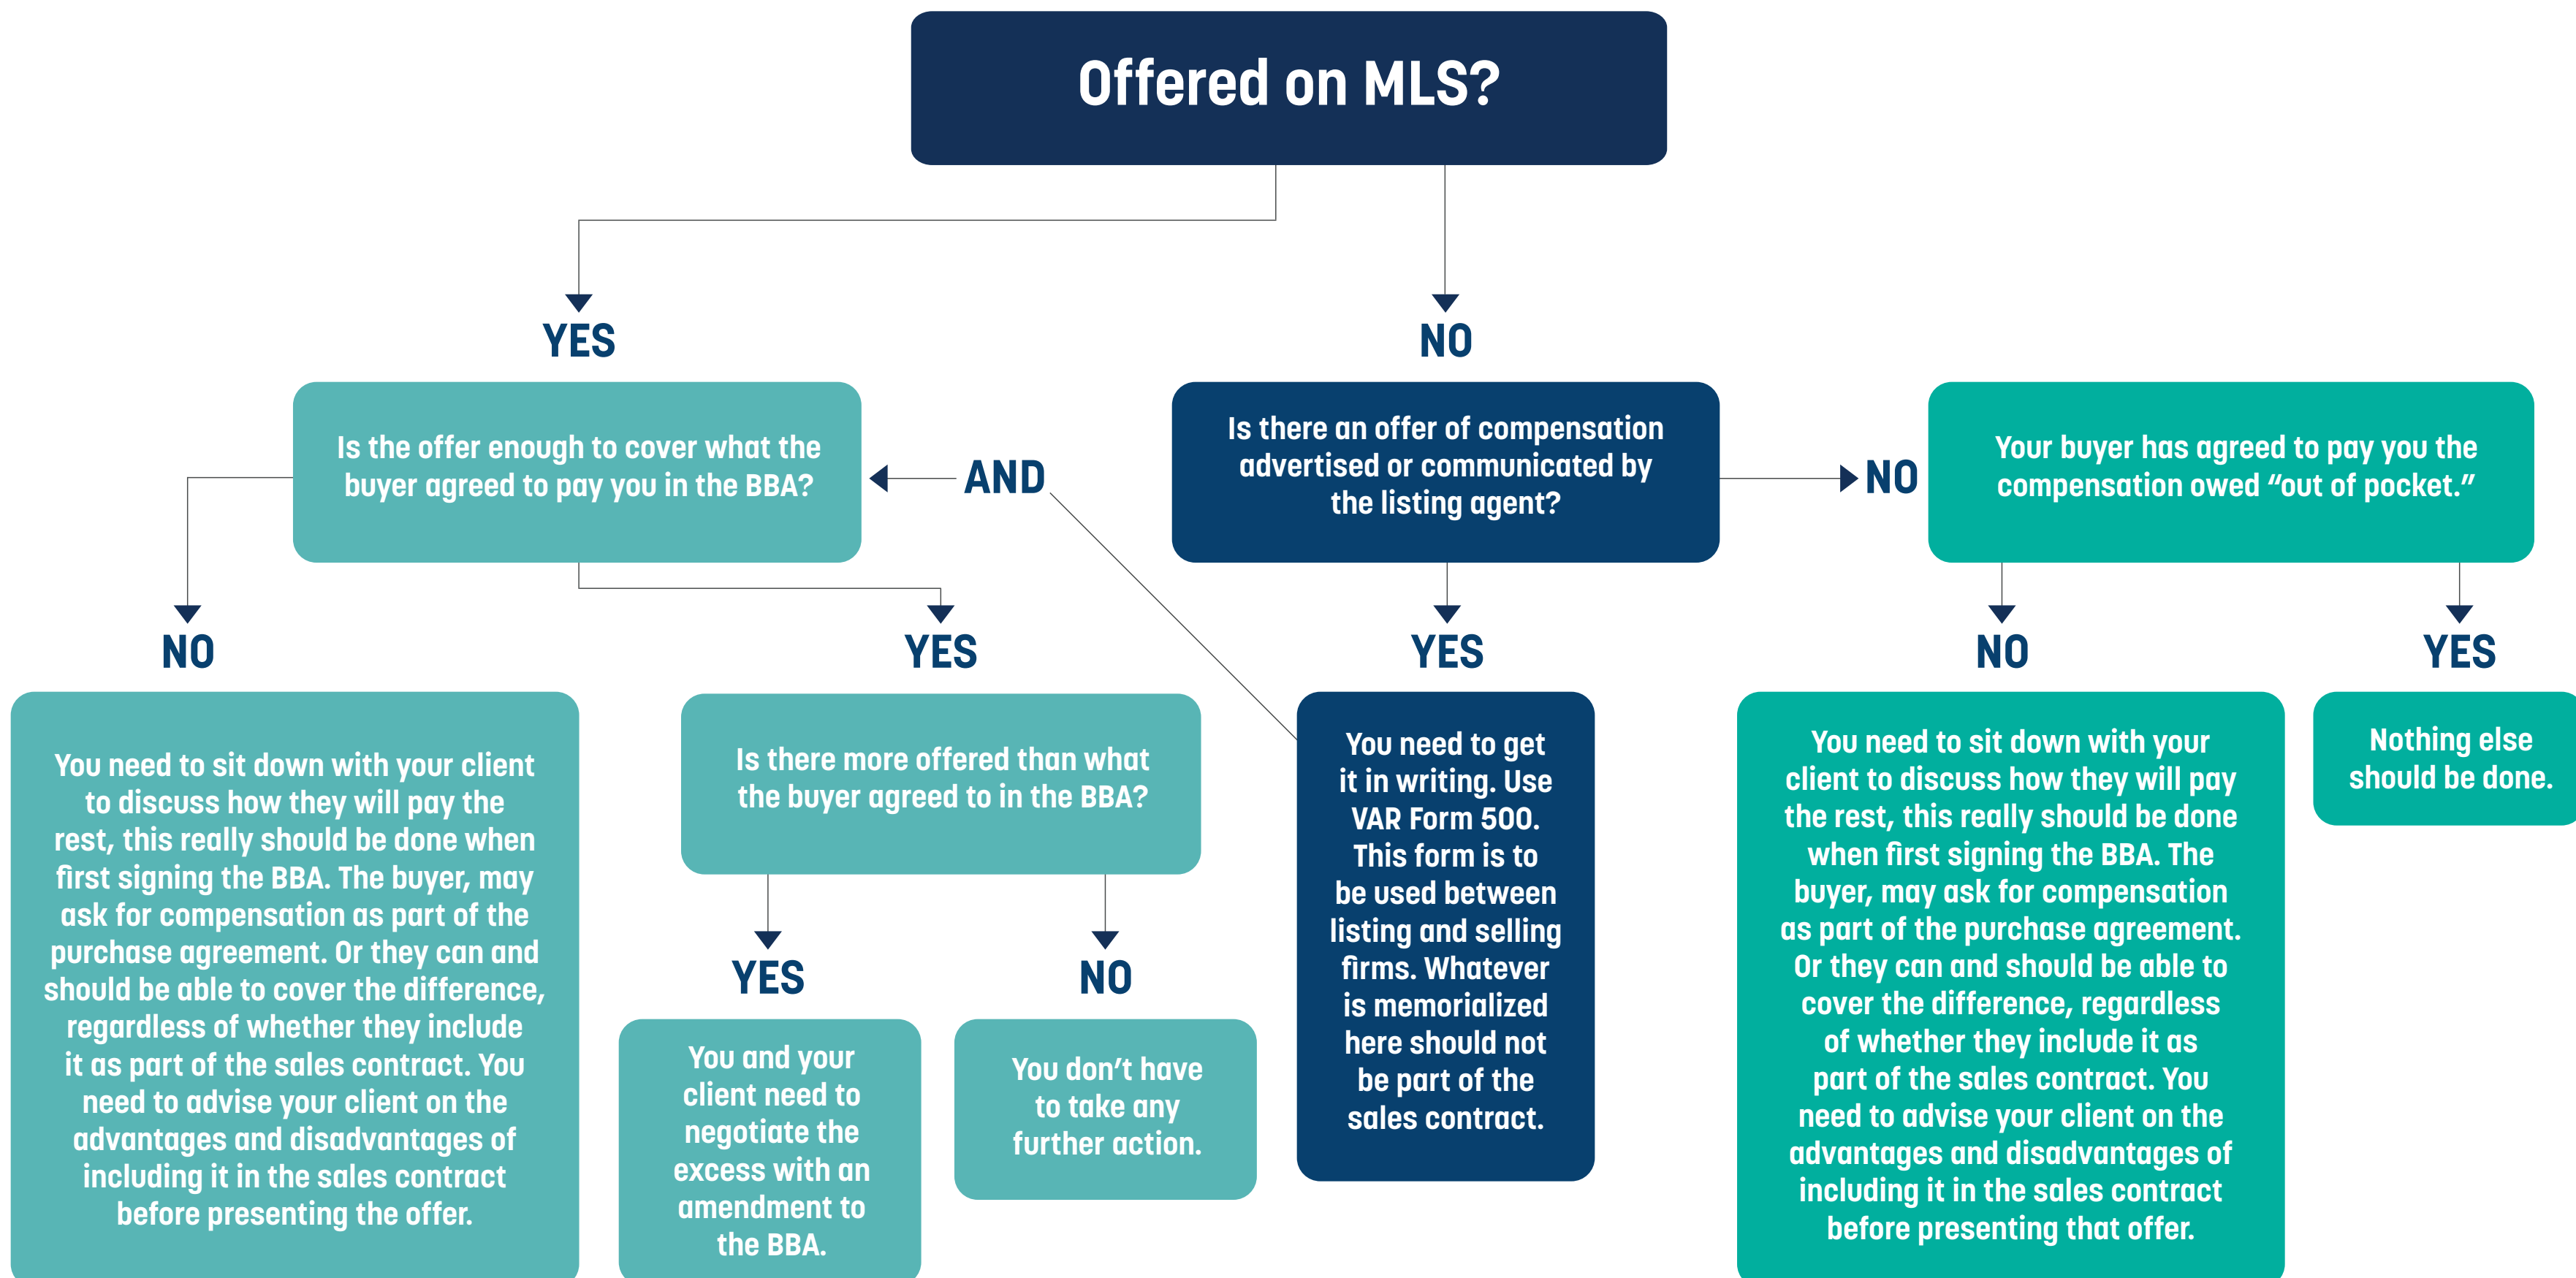 Offered on MLS?
YES
NO
Is the offer enough to cover what the
buyer agreed to pay you in the BBA?
AND
Is there an offer of compensation
advertised or communicated by
the listing agent?
NO
Your buyer has agreed to pay you the
compensation owed “out of pocket.”
NO
YES
YES
NO
YES
You need to sit down with your client
to discuss how they will pay the
rest, this really should be done when
first signing the BBA. The buyer, may
ask for compensation as part of the
purchase agreement. Or they can and
should be able to cover the difference,
regardless of whether they include
it as part of the sales contract. You
need to advise your client on the
advantages and disadvantages of
including it in the sales contract
before presenting the offer.
Is there more offered than what
the buyer agreed to in the BBA?
YES
NO
You and your
client need to
negotiate the
excess with an
amendment to
the BBA.
You don’t have
to take any
further action.
You need to get
it in writing. Use
VAR Form 500.
This form is to
be used between
listing and selling
firms. Whatever
is memorialized
here should not
be part of the
sales contract.
You need to sit down with your
client to discuss how they will pay
the rest, this really should be done
when first signing the BBA. The
buyer, may ask for compensation
as part of the purchase agreement.
Or they can and should be able to
cover the difference, regardless
of whether they include it as
part of the sales contract. You
need to advise your client on the
advantages and disadvantages of
including it in the sales contract
before presenting that offer.
Nothing else
should be done.